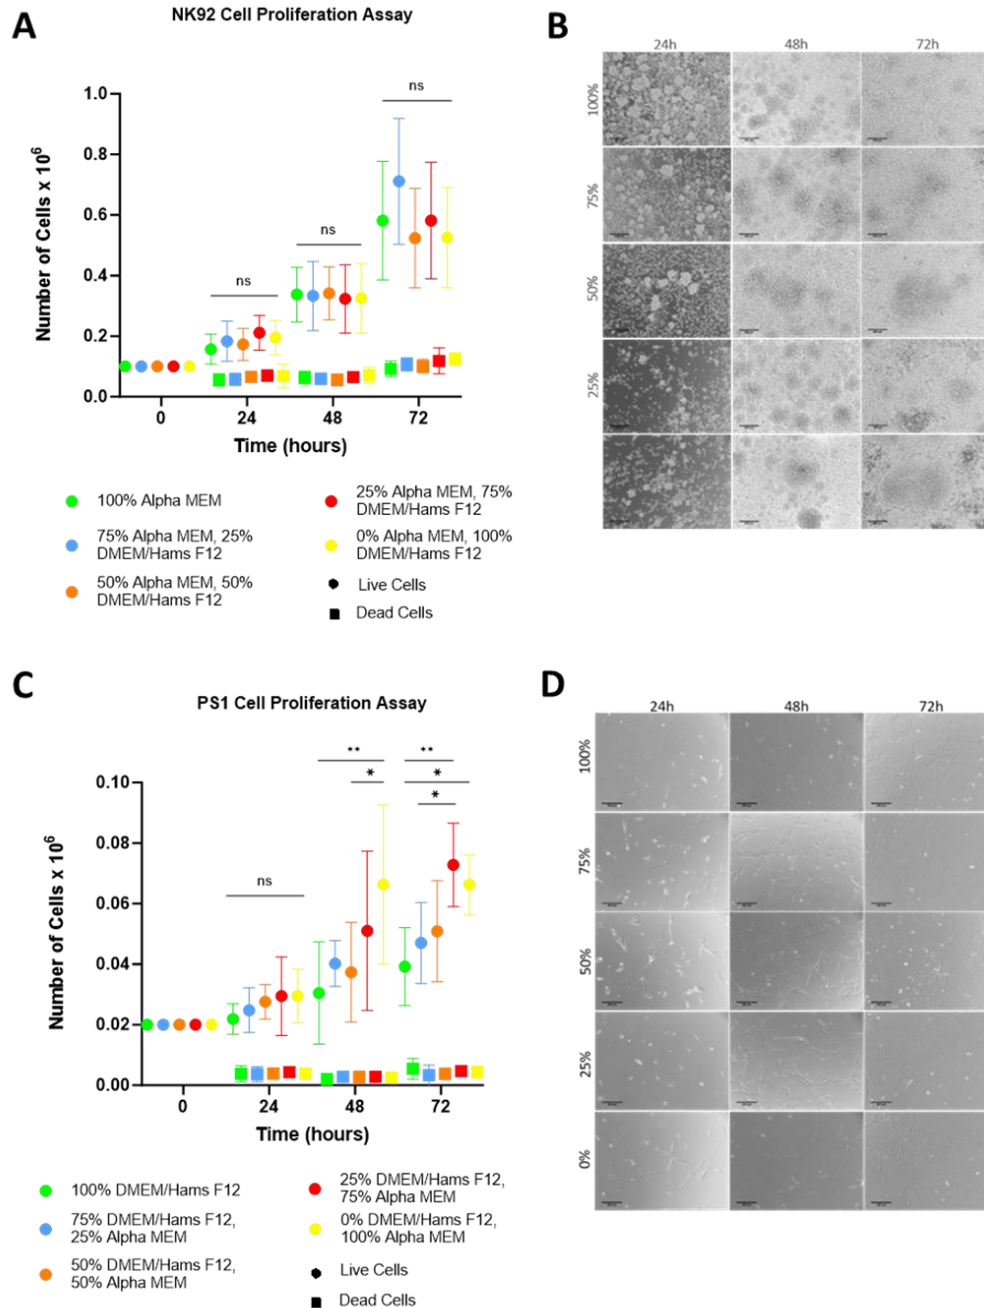 A
NK92 Cell Proliferation Assay
Number of Cells x 10⁶
1.0
0.8
0.6
0.4
0.2
0.0
ns
ns
ns
0
24
48
72
Time (hours)
100% Alpha MEM
75% Alpha MEM, 25%
DMEM/Hams F12
50% Alpha MEM, 50%
DMEM/Hams F12
25% Alpha MEM, 75%
DMEM/Hams F12
0% Alpha MEM, 100%
DMEM/Hams F12
Live Cells
Dead Cells
B
24h
48h
72h
100%
75%
50%
25%
C
PS1 Cell Proliferation Assay
Number of Cells x 10⁶
0.10
0.08
0.06
0.04
0.02
0.00
ns
**
*
**
*
*
0
24
48
72
Time (hours)
100% DMEM/Hams F12
75% DMEM/Hams F12,
25% Alpha MEM
50% DMEM/Hams F12,
50% Alpha MEM
25% DMEM/Hams F12,
75% Alpha MEM
0% DMEM/Hams F12,
100% Alpha MEM
Live Cells
Dead Cells
D
24h
48h
72h
100%
75%
50%
25%
0%